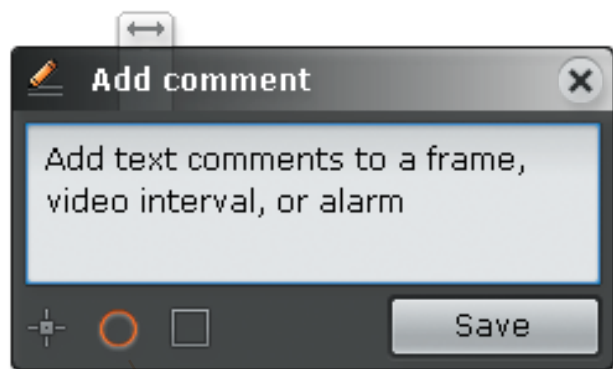 Add comment
Add text comments to a frame,
video interval, or alarm
Save